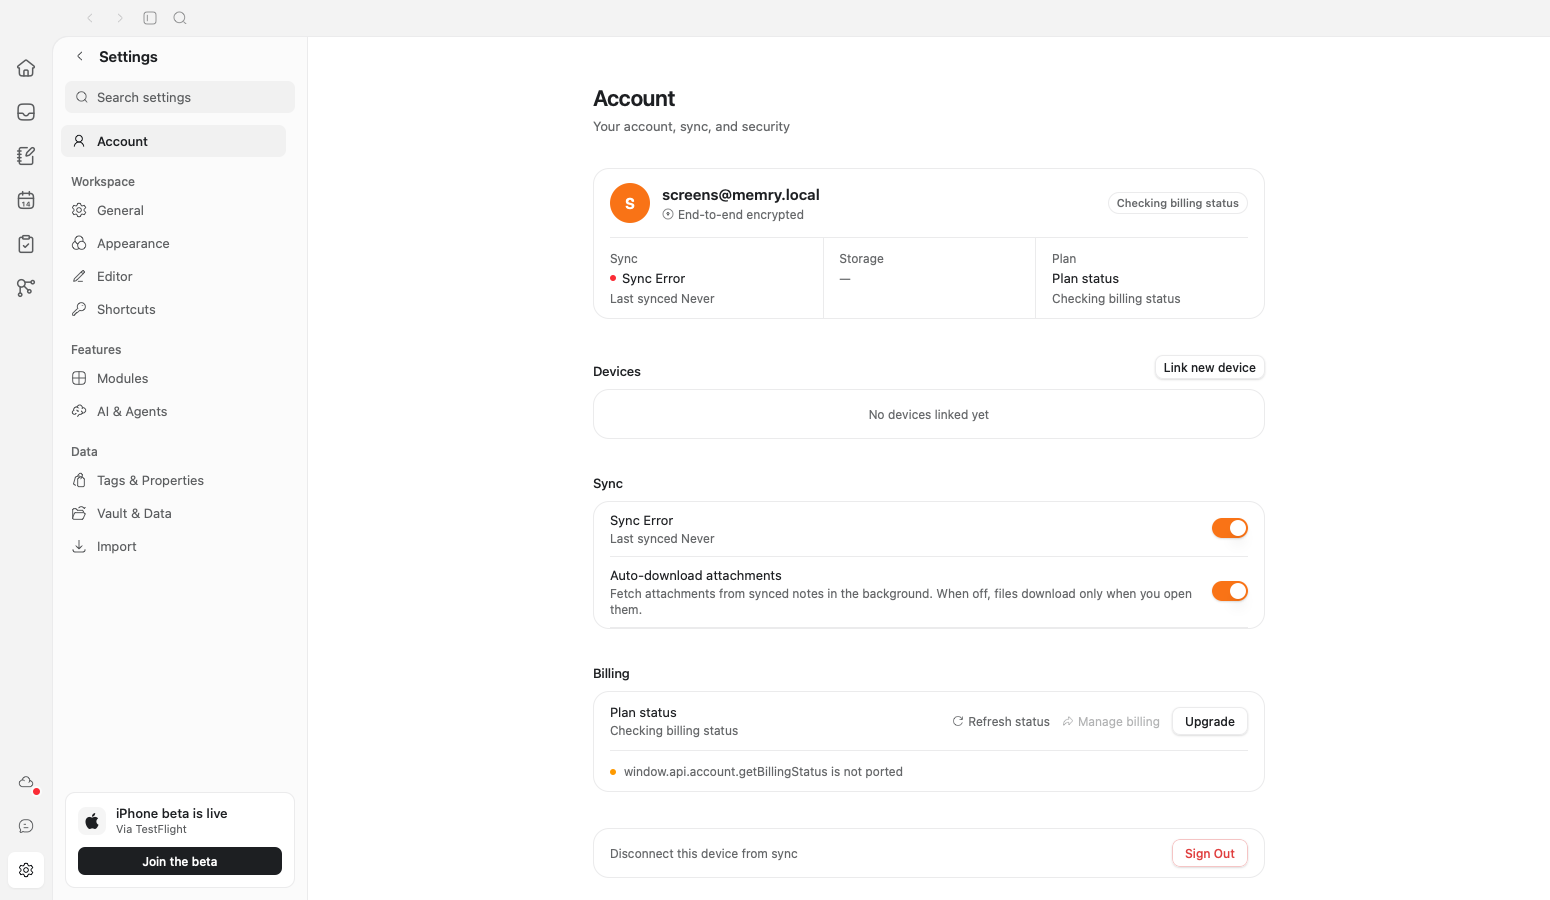 Settings
Search settings
Account
Workspace
General
Appearance
Editor
Shortcuts
Features
Modules
AI & Agents
Data
Tags & Properties
Vault & Data
Import
14
iPhone beta is live
Via TestFlight
Join the beta
Account
Your account, sync, and security
S
screens@memry.local
End-to-end encrypted
Checking billing status
Sync
Sync Error
Last synced Never
Storage
—
Plan
Plan status
Checking billing status
Devices
Link new device
No devices linked yet
Sync
Sync Error
Last synced Never
Auto-download attachments
Fetch attachments from synced notes in the background. When off, files download only when you open
them.
Billing
Plan status
Checking billing status
Refresh status
Manage billing
Upgrade
window.api.account.getBillingStatus is not ported
Disconnect this device from sync
Sign Out